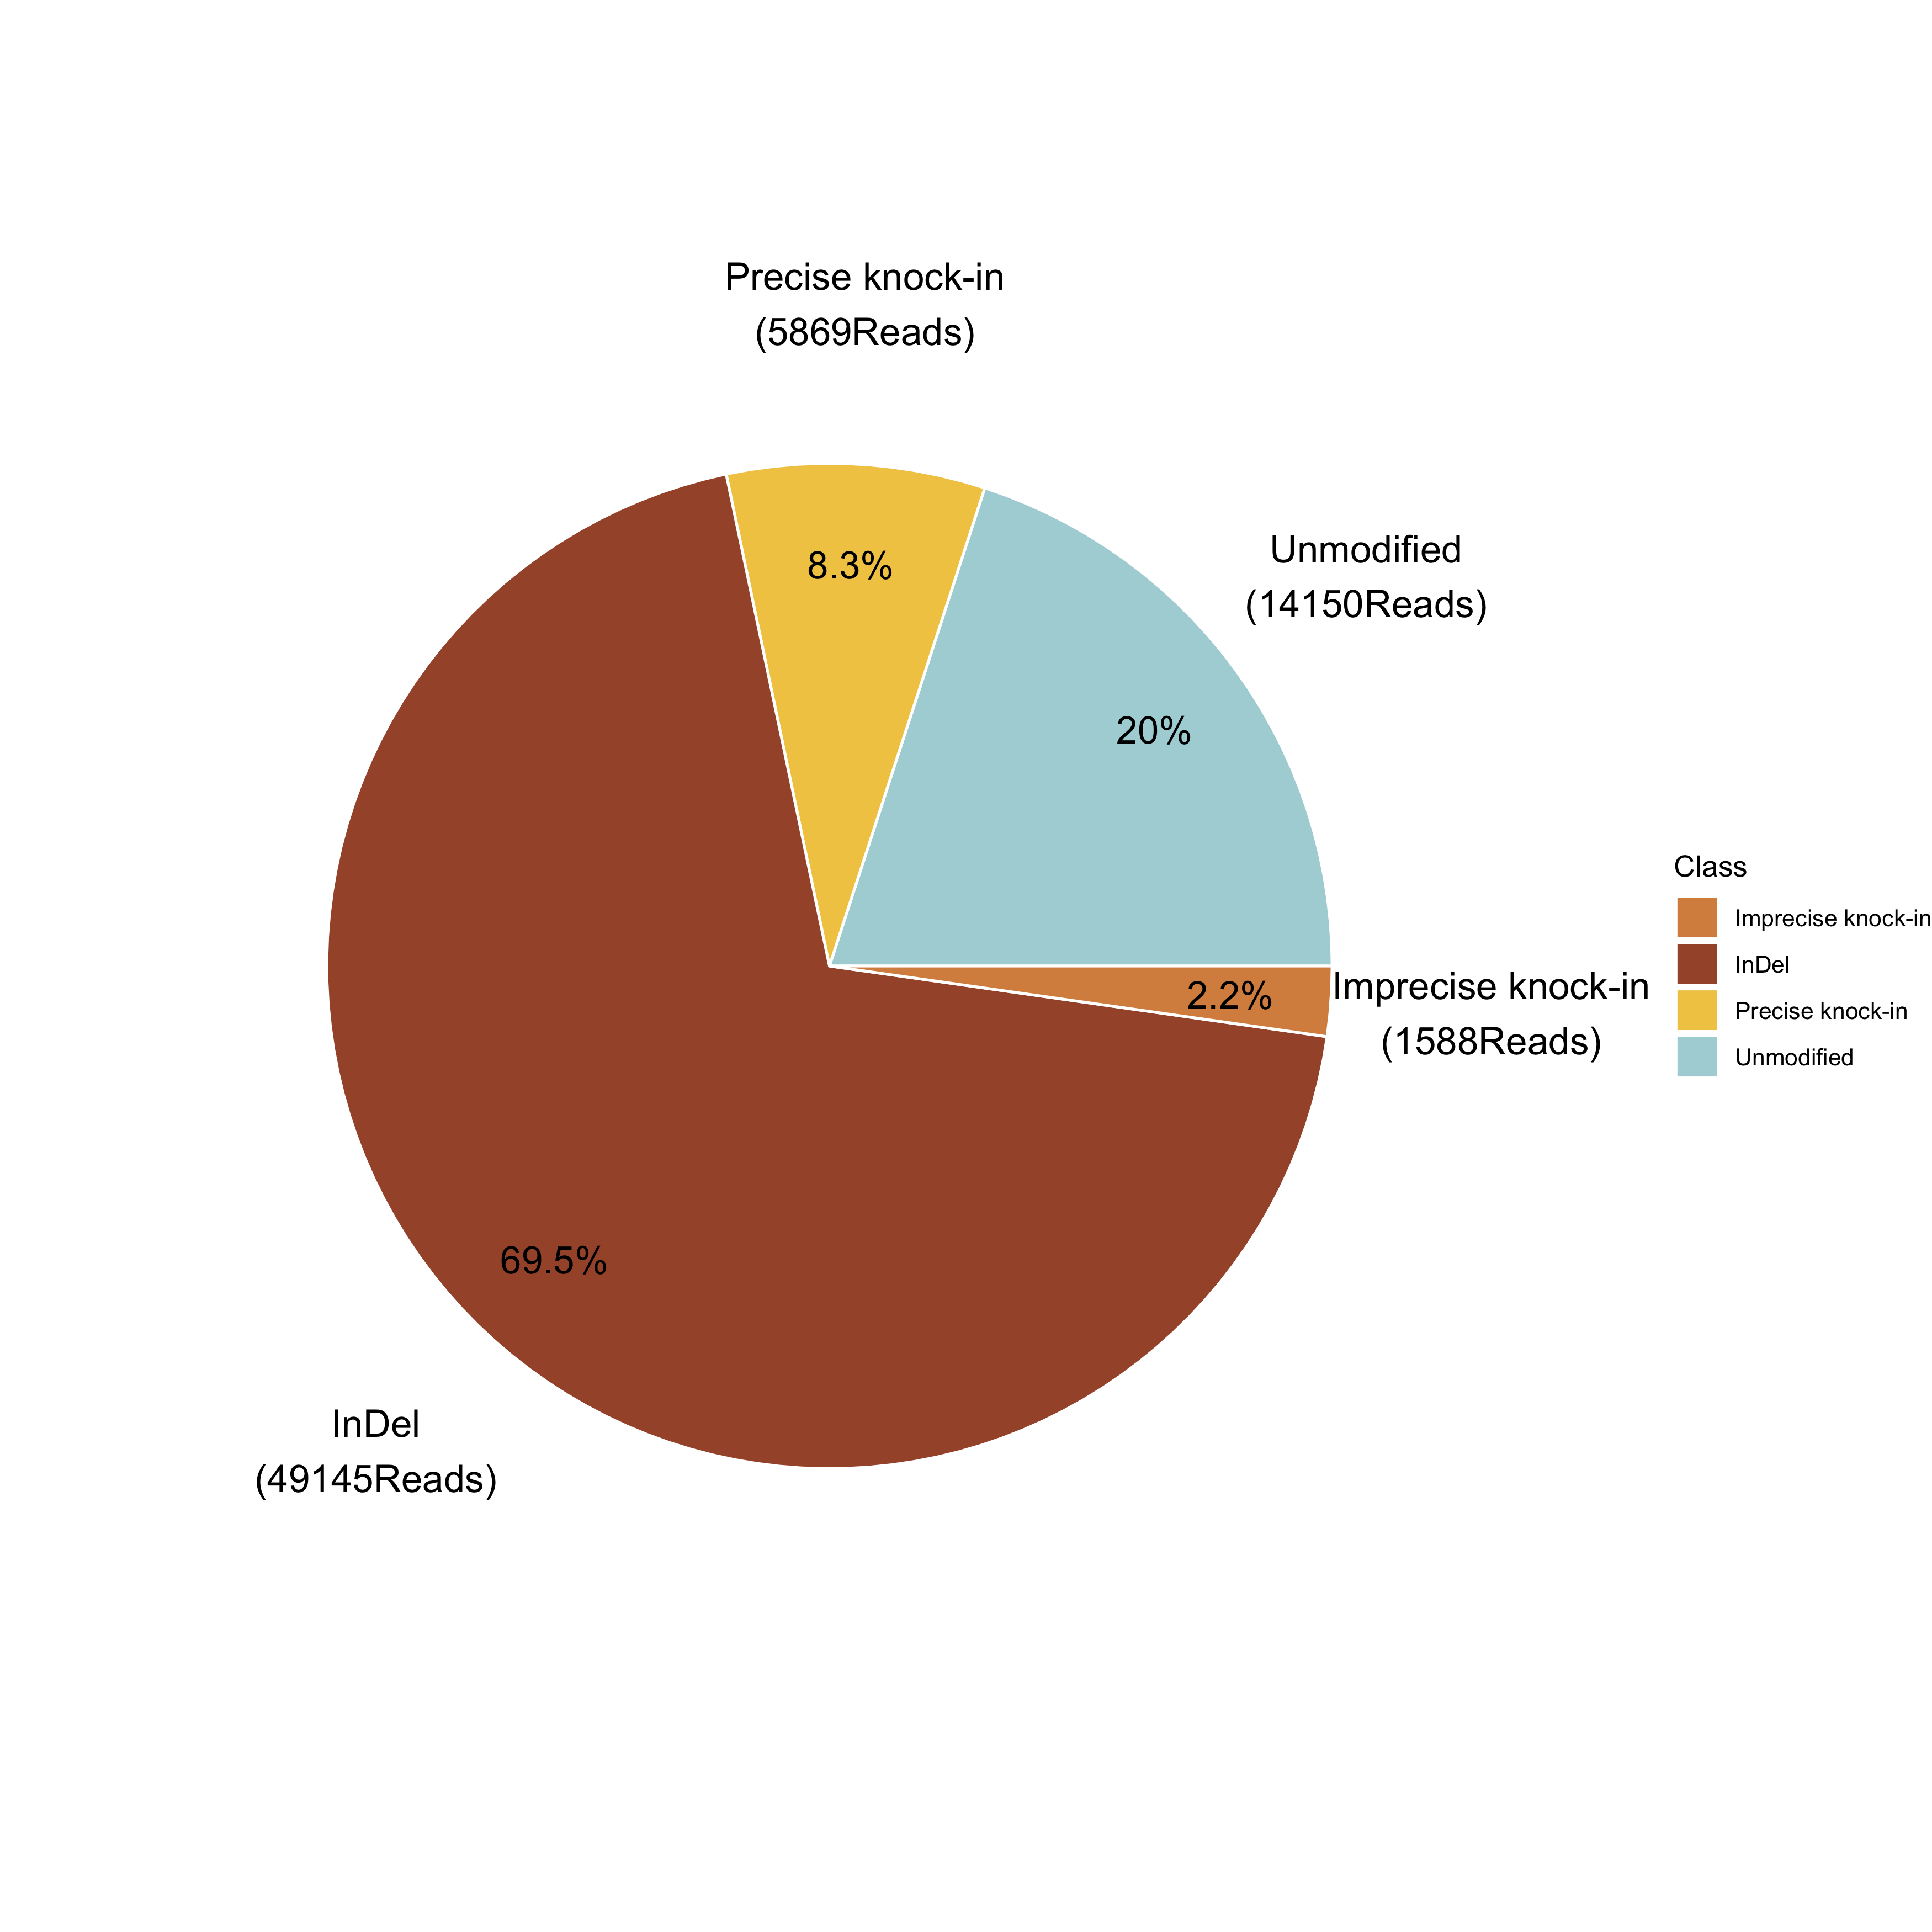 Precise knock-in
(5869Reads)
8.3%
Unmodified
(14150Reads)
20%
Imprecise knock-in
(1588Reads)
2.2%
69.5%
InDel
(49145Reads)
Class
Imprecise knock-in
InDel
Precise knock-in
Unmodified